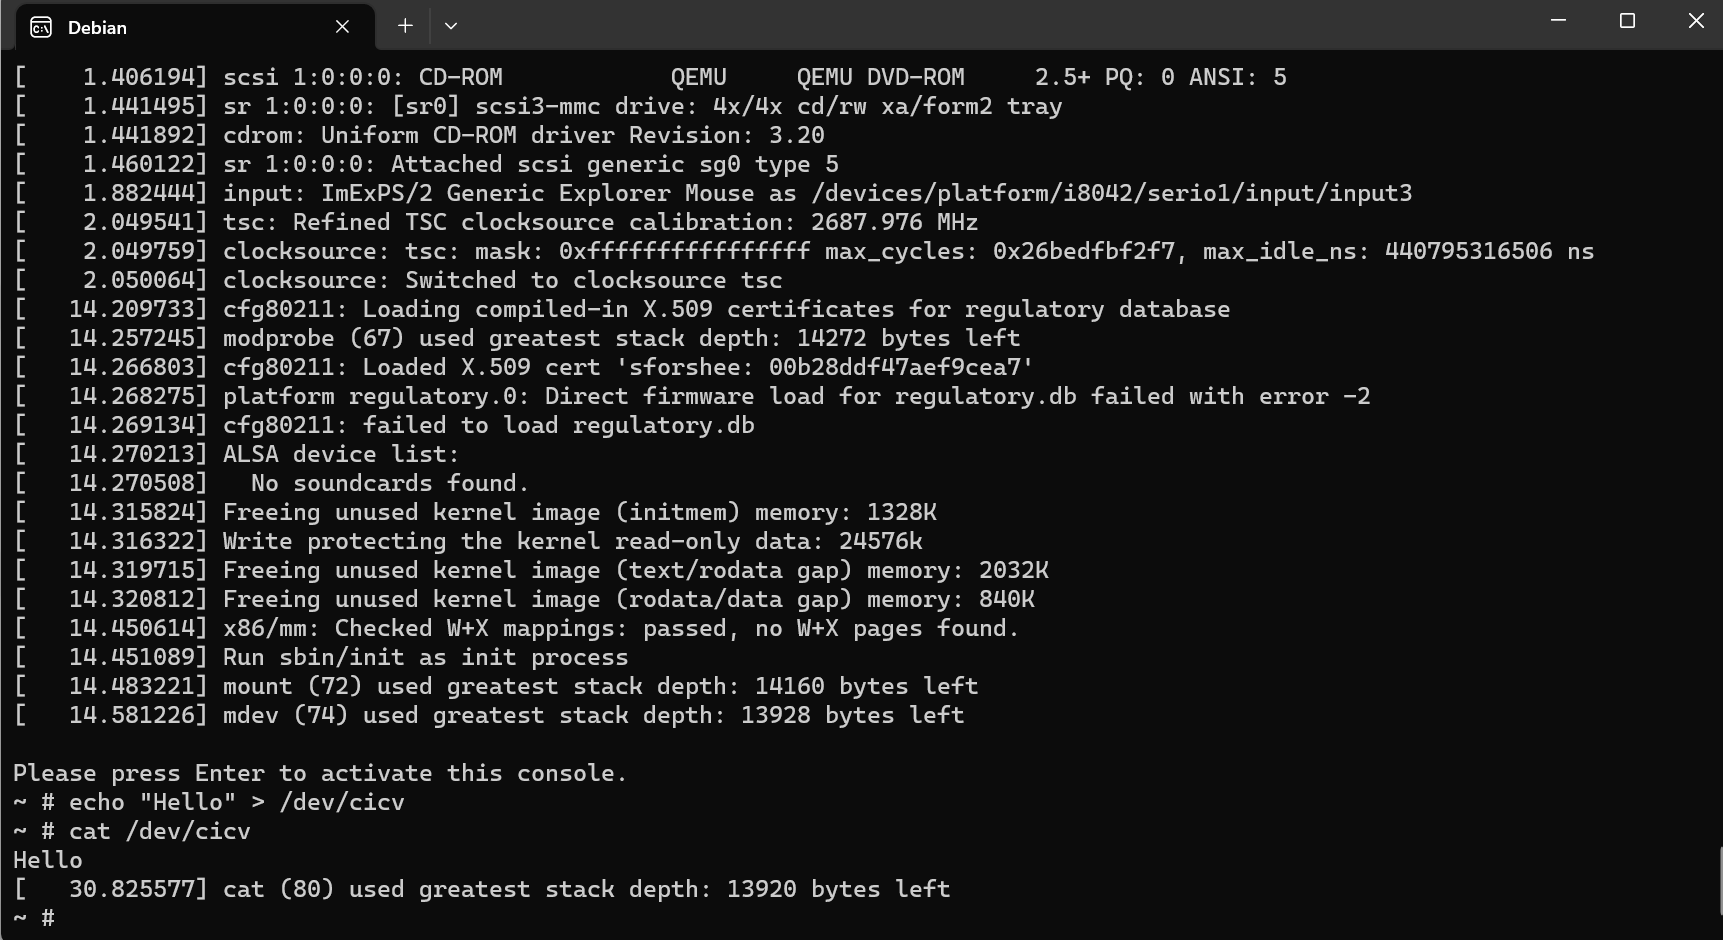 Debian
[    1.406194] scsi 1:0:0:0: CD-ROM            QEMU     QEMU DVD-ROM     2.5+ PQ: 0 ANSI: 5
[    1.441495] sr 1:0:0:0: [sr0] scsi3-mmc drive: 4x/4x cd/rw xa/form2 tray
[    1.441892] cdrom: Uniform CD-ROM driver Revision: 3.20
[    1.460122] sr 1:0:0:0: Attached scsi generic sg0 type 5
[    1.882444] input: ImExPS/2 Generic Explorer Mouse as /devices/platform/i8042/serio1/input/input3
[    2.049541] tsc: Refined TSC clocksource calibration: 2687.976 MHz
[    2.049759] clocksource: tsc: mask: 0xffffffffffffffff max_cycles: 0x26bedfbf2f7, max_idle_ns: 440795316506 ns
[    2.050064] clocksource: Switched to clocksource tsc
[   14.209733] cfg80211: Loading compiled-in X.509 certificates for regulatory database
[   14.257245] modprobe (67) used greatest stack depth: 14272 bytes left
[   14.266803] cfg80211: Loaded X.509 cert 'sforshee: 00b28ddf47aef9cea7'
[   14.268275] platform regulatory.0: Direct firmware load for regulatory.db failed with error -2
[   14.269134] cfg80211: failed to load regulatory.db
[   14.270213] ALSA device list:
[   14.270508]   No soundcards found.
[   14.315824] Freeing unused kernel image (initmem) memory: 1328K
[   14.316322] Write protecting the kernel read-only data: 24576k
[   14.319715] Freeing unused kernel image (text/rodata gap) memory: 2032K
[   14.320812] Freeing unused kernel image (rodata/data gap) memory: 840K
[   14.450614] x86/mm: Checked W+X mappings: passed, no W+X pages found.
[   14.451089] Run sbin/init as init process
[   14.483221] mount (72) used greatest stack depth: 14160 bytes left
[   14.581226] mdev (74) used greatest stack depth: 13928 bytes left
Please press Enter to activate this console.
~ # echo "Hello" > /dev/cicv
~ # cat /dev/cicv
Hello
[   30.825577] cat (80) used greatest stack depth: 13920 bytes left
~ #